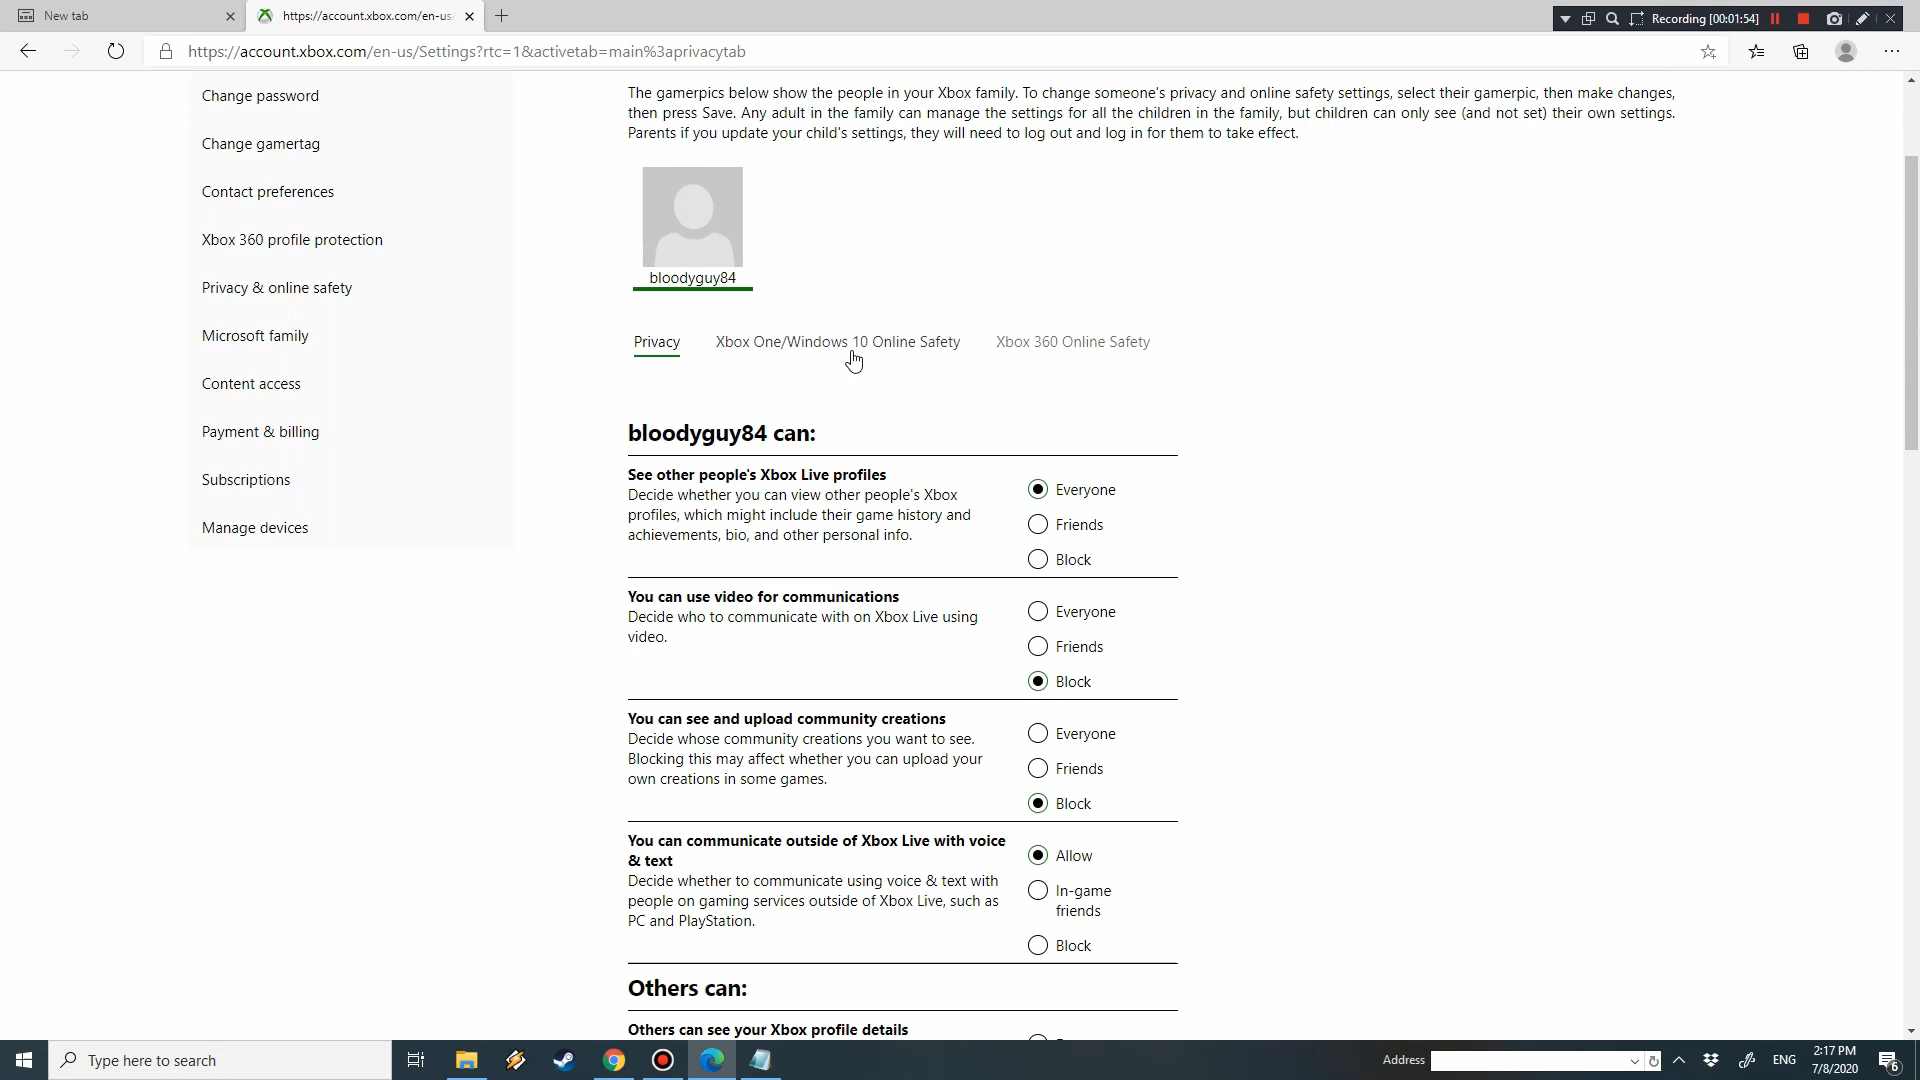 New tab
https://account.xbox.com/en-us/
Recording [00:01:54]
https://account.xbox.com/en-us/Settings?rtc=1&activetab=main%3aprivacytab
Change password
Change gamertag
Contact preferences
Xbox 360 profile protection
Privacy & online safety
Microsoft family
Content access
Payment & billing
Subscriptions
Manage devices
The gamerpics below show the people in your Xbox family. To change someone's privacy and online safety settings, select their gamerpic, then make changes,
then press Save. Any adult in the family can manage the settings for all the children in the family, but children can only see (and not set) their own settings.
Parents if you update your child's settings, they will need to log out and log in for them to take effect.
bloodyguy84
Privacy
Xbox One/Windows 10 Online Safety
Xbox 360 Online Safety
bloodyguy84 can:
See other people's Xbox Live profiles
Decide whether you can view other people's Xbox
profiles, which might include their game history and
achievements, bio, and other personal info.
Everyone
Friends
Block
You can use video for communications
Decide who to communicate with on Xbox Live using
video.
Everyone
Friends
Block
You can see and upload community creations
Decide whose community creations you want to see.
Blocking this may affect whether you can upload your
own creations in some games.
Everyone
Friends
Block
You can communicate outside of Xbox Live with voice
& text
Decide whether to communicate using voice & text with
people on gaming services outside of Xbox Live, such as
PC and PlayStation.
Allow
In-game
friends
Block
Others can:
Others can see your Xbox profile details
Type here to search
Address
ENG
2:17 PM
7/8/2020
6